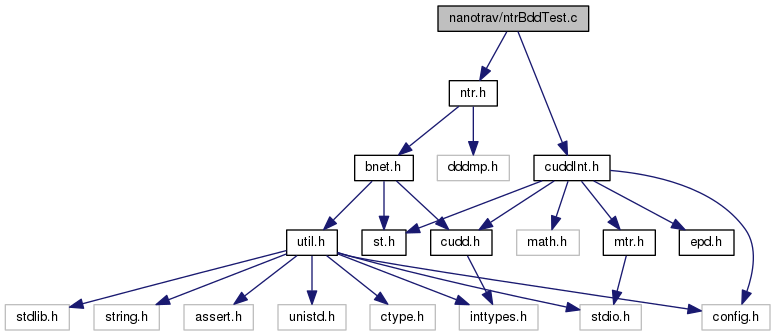 nanotrav/ntrBddTest.c
ntr.h
bnet.h
dddmp.h
cuddInt.h
util.h
st.h
cudd.h
math.h
mtr.h
epd.h
stdlib.h
string.h
assert.h
unistd.h
ctype.h
inttypes.h
stdio.h
config.h